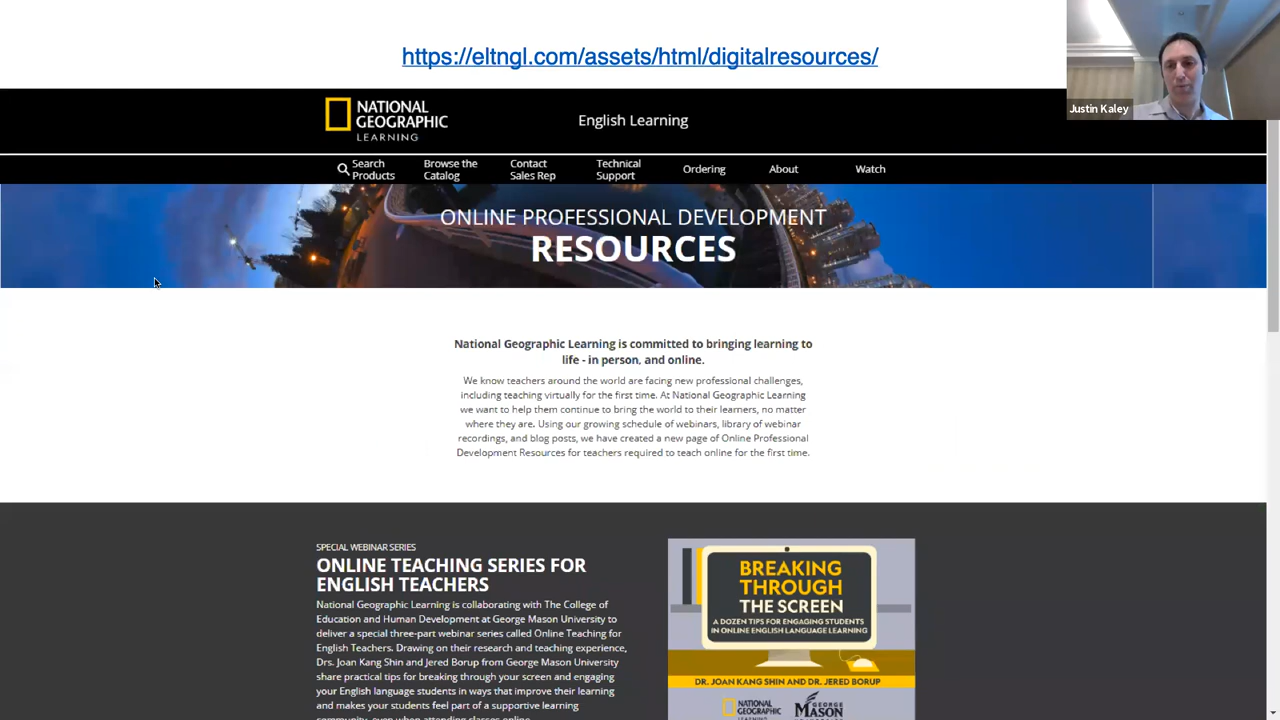 https://eltngl.com/assets/html/digitalresources/
Justin Kaley
NATIONAL
GEOGRAPHIC
LEARNING
English Learning
Search
Products
Browse the
Catalog
Contact
Sales Rep
Technical
Support
Ordering
About
Watch
ONLINE PROFESSIONAL DEVELOPMENT
RESOURCES
National Geographic Learning is committed to bringing learning to
life - in person, and online.
We know teachers around the world are facing new professional challenges,
including teaching virtually for the first time. At National Geographic Learning
we want to help them continue to bring the world to their learners, no matter
where they are. Using our growing schedule of webinars, library of webinar
recordings, and blog posts, we have created a new page of Online Professional
Development Resources for teachers required to teach online for the first time.
SPECIAL WEBINAR SERIES
ONLINE TEACHING SERIES FOR
ENGLISH TEACHERS
National Geographic Learning is collaborating with The College of
Education and Human Development at George Mason University to
deliver a special three-part webinar series called Online Teaching for
English Teachers. Drawing on their research and teaching experience,
Drs. Joan Kang Shin and Jered Borup from George Mason University
share practical tips for breaking through your screen and engaging
your English language students in ways that improve their learning
and makes your students feel part of a supportive learning
community, even when attending classes online.
BREAKING
THROUGH
THE SCREEN
A DOZEN TIPS FOR ENGAGING STUDENTS
IN ONLINE ENGLISH LANGUAGE LEARNING
DR. JOAN KANG SHIN AND DR. JERED BORUP
NATIONAL
GEOGRAPHIC
LEARNING
GEORGE
MASON